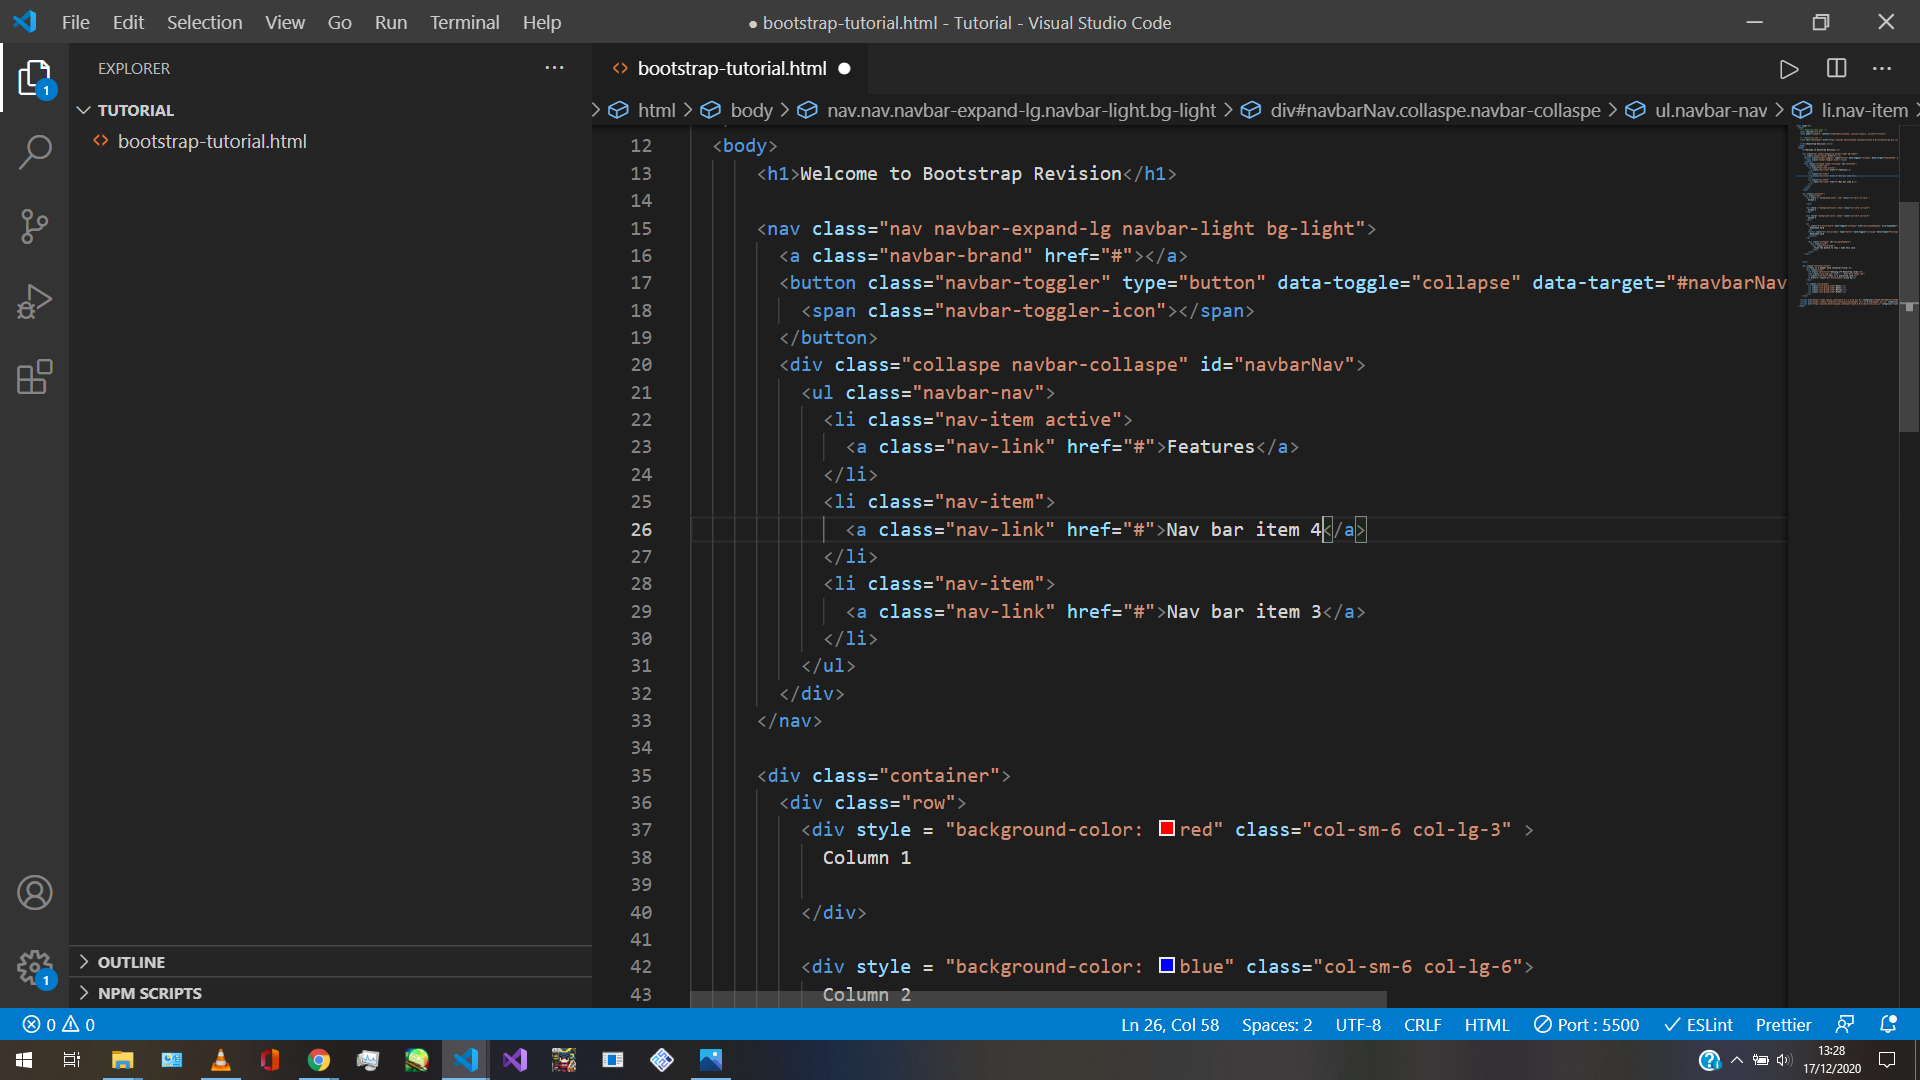 File Edit Selection View Go Run Terminal Help
● bootstrap-tutorial.html - Tutorial - Visual Studio Code
EXPLORER
TUTORIAL
bootstrap-tutorial.html
1
bootstrap-tutorial.html
html body nav.nav.navbar-expand-lg.navbar-light.bg-light div#navbarNav.collaspe.navbar-collaspe ul.navbar-nav li.nav-item
12 <body>
13 <h1>Welcome to Bootstrap Revision</h1>
14
15 <nav class="nav navbar-expand-lg navbar-light bg-light">
16 <a class="navbar-brand" href="#"></a>
17 <button class="navbar-toggler" type="button" data-toggle="collapse" data-target="#navbarNav
18 <span class="navbar-toggler-icon"></span>
19 </button>
20 <div class="collaspe navbar-collaspe" id="navbarNav">
21 <ul class="navbar-nav">
22 <li class="nav-item active">
23 <a class="nav-link" href="#">Features</a>
24 </li>
25 <li class="nav-item">
26 <a class="nav-link" href="#">Nav bar item 4</a>
27 </li>
28 <li class="nav-item">
29 <a class="nav-link" href="#">Nav bar item 3</a>
30 </li>
31 </ul>
32 </div>
33 </nav>
34
35 <div class="container">
36 <div class="row">
37 <div style = "background-color: red" class="col-sm-6 col-lg-3" >
38 Column 1
39
40 </div>
41
42 <div style = "background-color: blue" class="col-sm-6 col-lg-6">
43 Column 2
OUTLINE
NPM SCRIPTS
1
0 0
Ln 26, Col 58 Spaces: 2 UTF-8 CRLF HTML Port : 5500 ESLint Prettier
13:28
17/12/2020